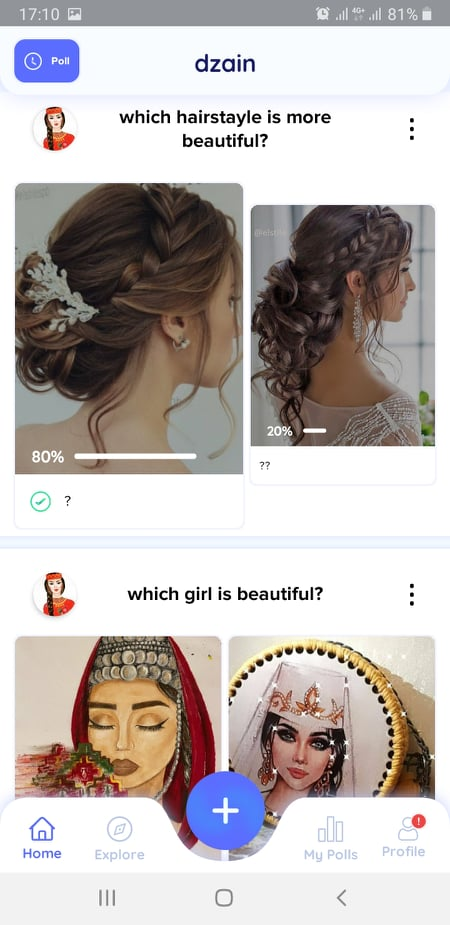 17:10
4G+
81%
Poll
dzain
which hairstayle is more
beautiful?
80%
?
20%
??
which girl is beautiful?
Home
Explore
My Polls
Profile